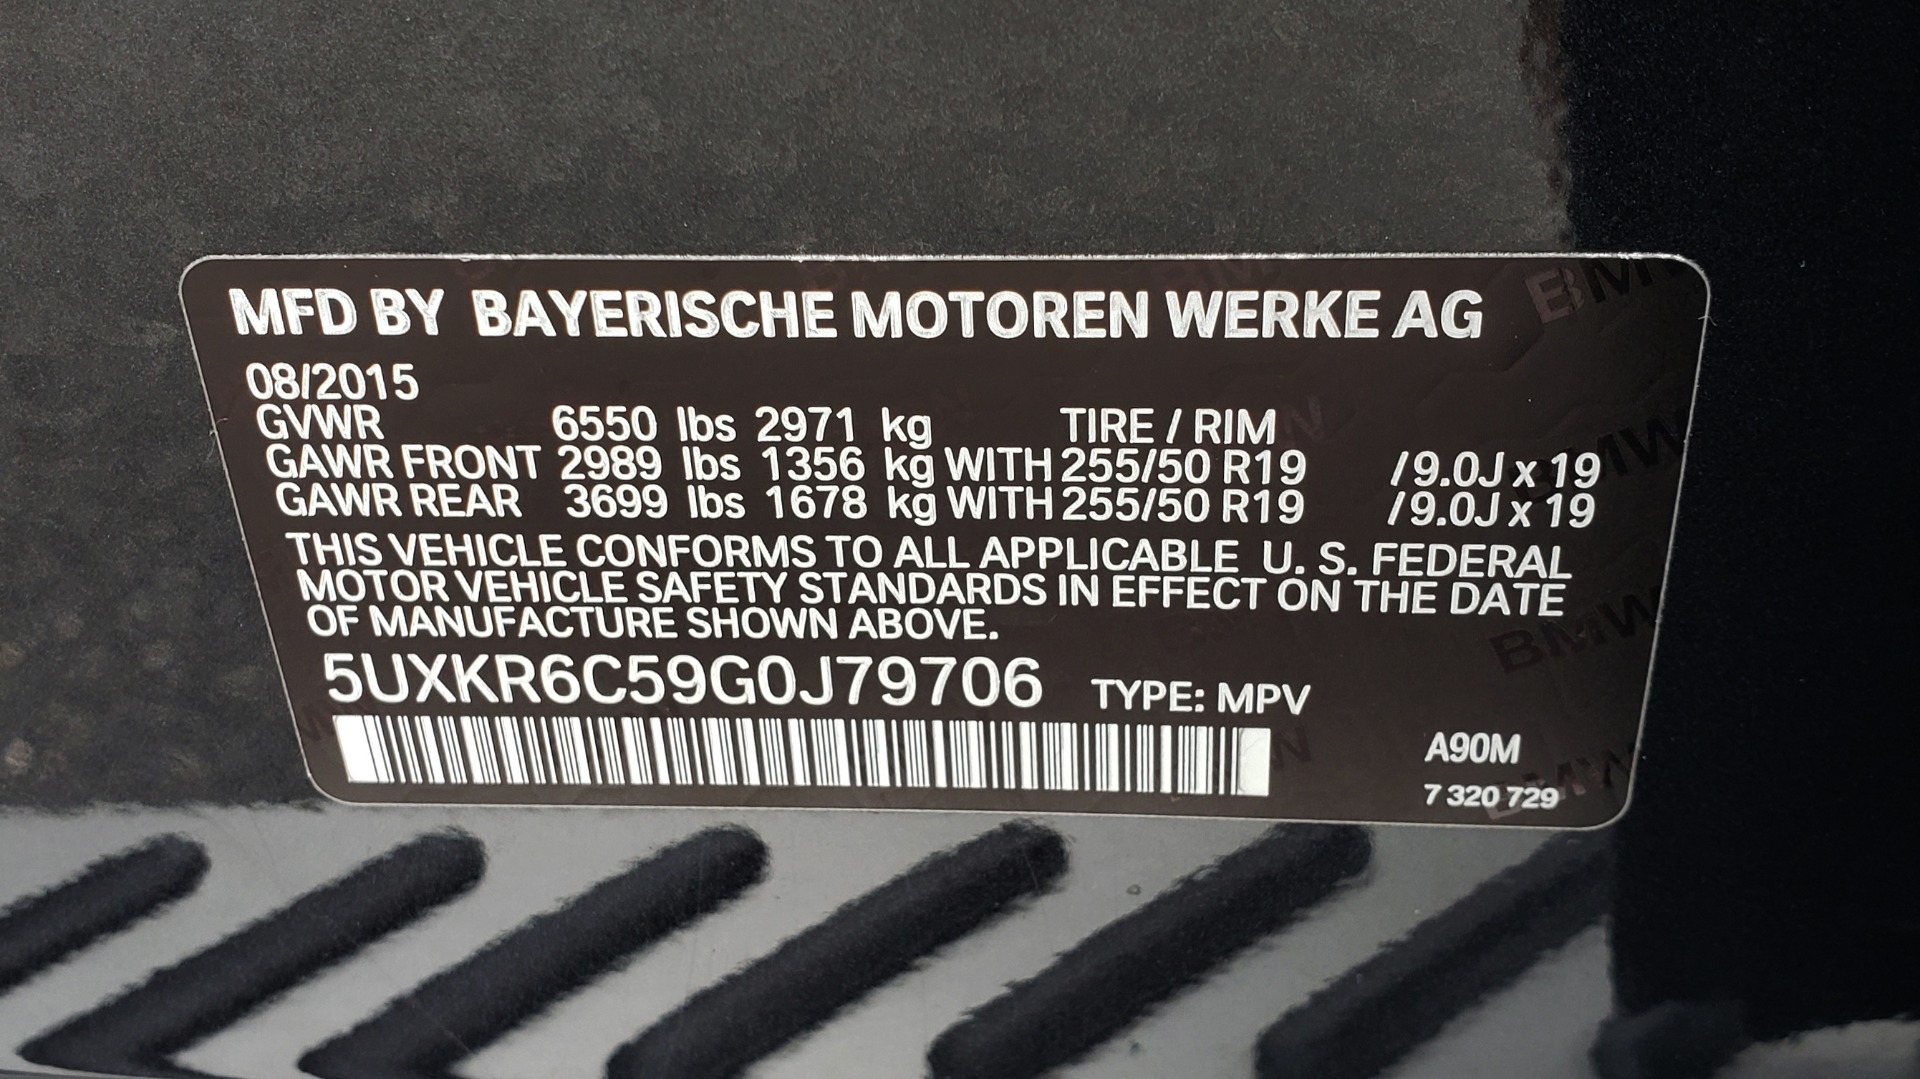 MFD BY BAYERISCHE MOTOREN WERKE AG
08/2015
GVWR 6550 lbs 2971 kg TIRE / RIM
GAWR FRONT 2989 lbs 1356 kg WITH 255/50 R19 /9.0J x 19
GAWR REAR 3699 lbs 1678 kg WITH 255/50 R19 /9.0J x 19
THIS VEHICLE CONFORMS TO ALL APPLICABLE U. S. FEDERAL
MOTOR VEHICLE SAFETY STANDARDS IN EFFECT ON THE DATE
OF MANUFACTURE SHOWN ABOVE.
5UXKR6C59G0J79706 TYPE: MPV
A90M
7 320 729